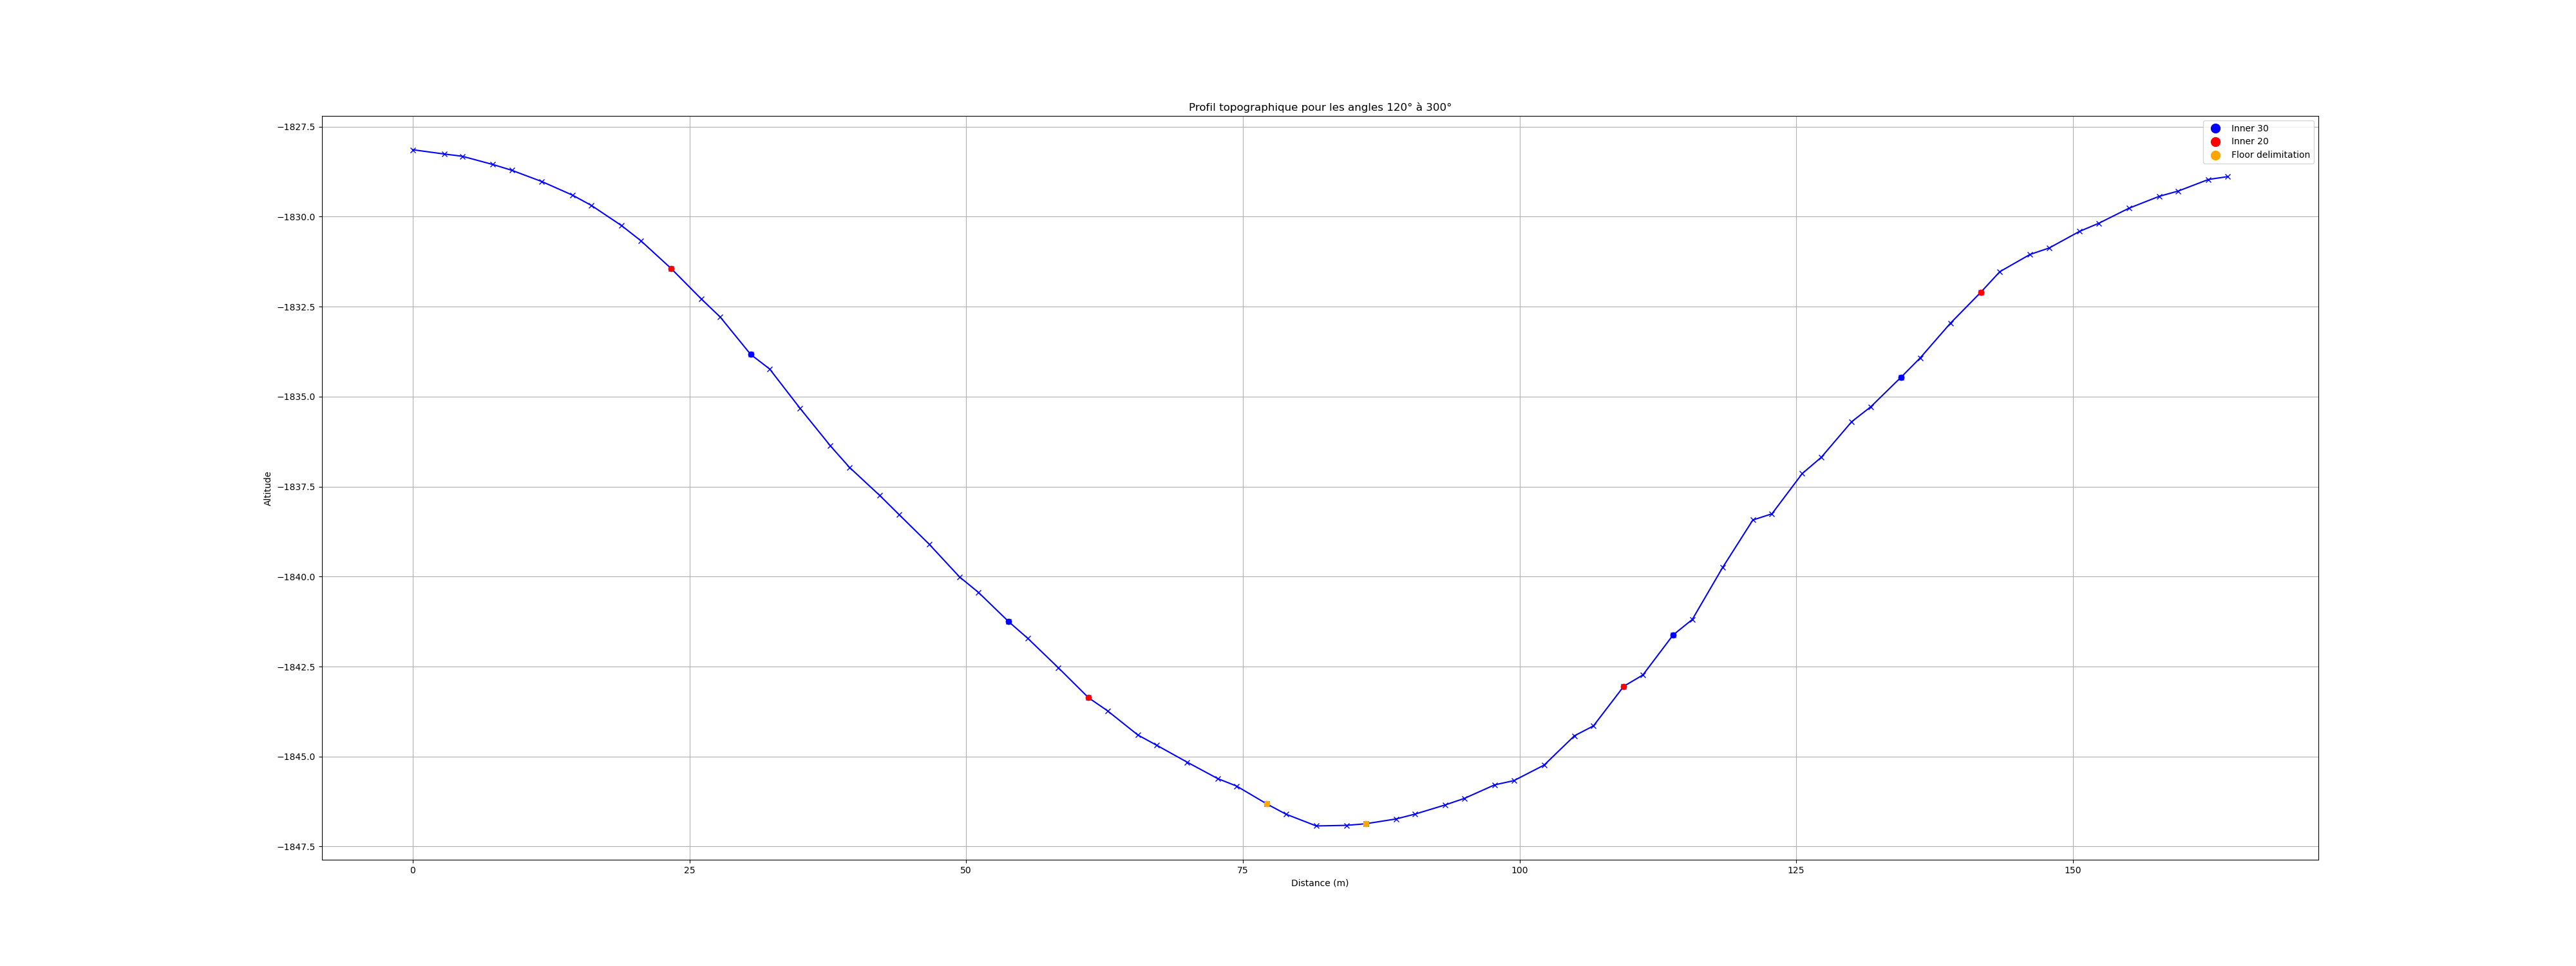 Profil topographique pour les angles 120° à 300°
Inner 30
Inner 20
Floor delimitation
−1827.5
−1830.0
−1832.5
−1835.0
−1837.5
−1840.0
−1842.5
−1845.0
−1847.5
Altitude
0 25 50 75 100 125 150
Distance (m)